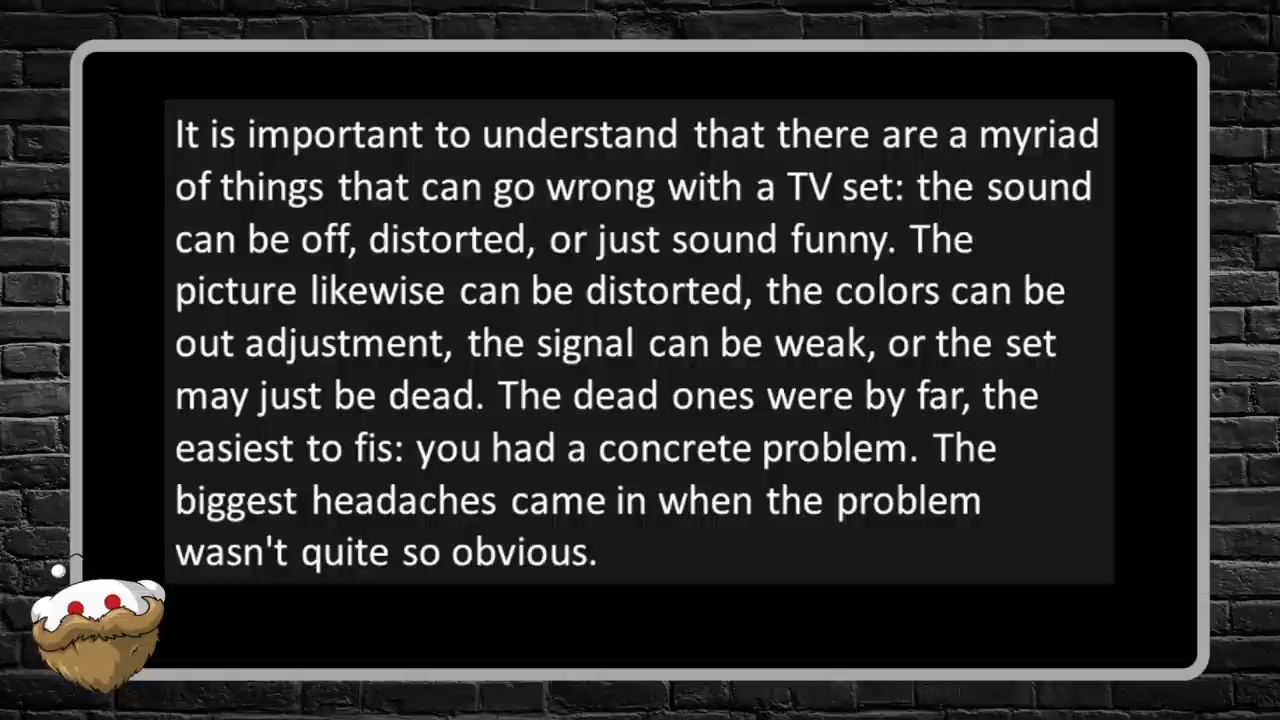 It is important to understand that there are a myriad
of things that can go wrong with a TV set: the sound
can be off, distorted, or just sound funny. The
picture likewise can be distorted, the colors can be
out adjustment, the signal can be weak, or the set
may just be dead. The dead ones were by far, the
easiest to fis: you had a concrete problem. The
biggest headaches came in when the problem
wasn't quite so obvious.